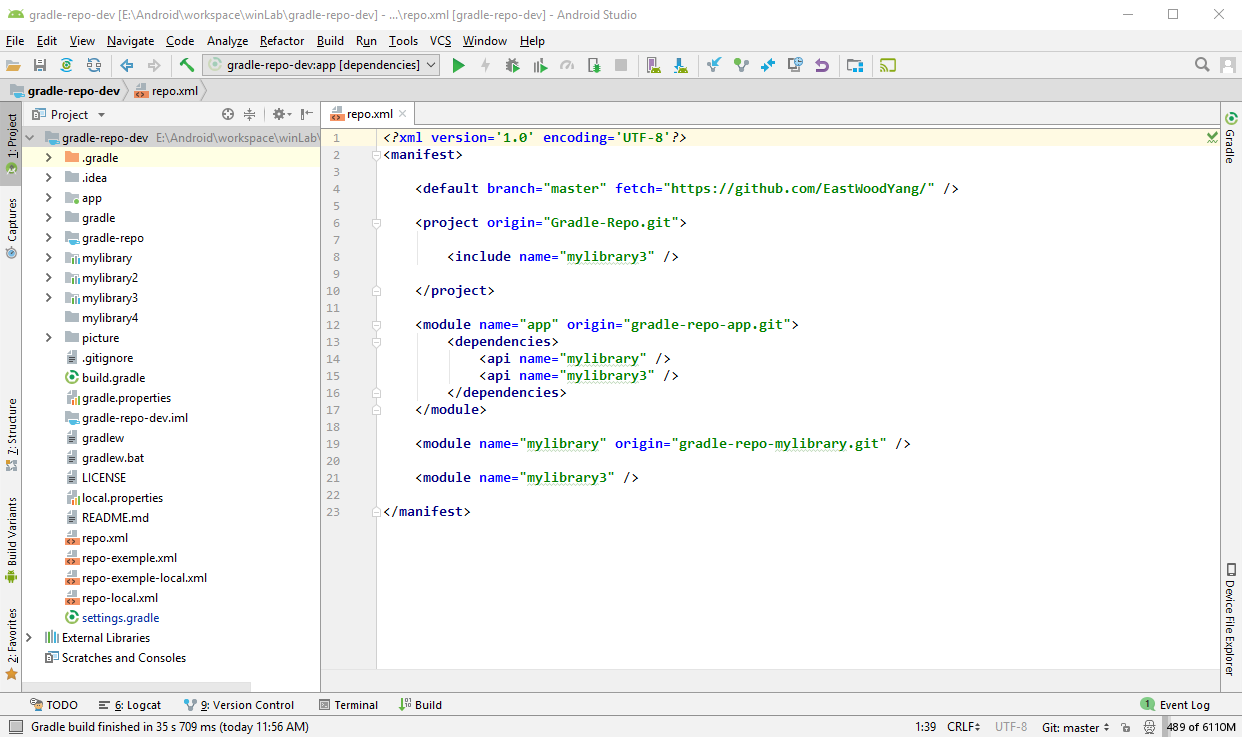 gradle-repo-dev [E:\Android\workspace\winLab\gradle-repo-dev] - ...\repo.xml [gradle-repo-dev] - Android Studio
File Edit View Navigate Code Analyze Refactor Build Run Tools VCS Window Help
gradle-repo-dev:app [dependencies]
gradle-repo-dev repo.xml
1: Project
Captures
7: Structure
Build Variants
2: Favorites
Project
gradle-repo-dev E:\Android\workspace\winLab\
.gradle
.idea
app
gradle
gradle-repo
mylibrary
mylibrary2
mylibrary3
mylibrary4
picture
.gitignore
build.gradle
gradle.properties
gradle-repo-dev.iml
gradlew
gradlew.bat
LICENSE
local.properties
README.md
repo.xml
repo-exemple.xml
repo-exemple-local.xml
repo-local.xml
settings.gradle
External Libraries
Scratches and Consoles
repo.xml
1 <?xml version='1.0' encoding='UTF-8'?>
2 <manifest>
3
4 <default branch="master" fetch="https://github.com/EastWoodYang/" />
5
6 <project origin="Gradle-Repo.git">
7
8 <include name="mylibrary3" />
9
10 </project>
11
12 <module name="app" origin="gradle-repo-app.git">
13 <dependencies>
14 <api name="mylibrary" />
15 <api name="mylibrary3" />
16 </dependencies>
17 </module>
18
19 <module name="mylibrary" origin="gradle-repo-mylibrary.git" />
20
21 <module name="mylibrary3" />
22
23 </manifest>
Gradle
Device File Explorer
TODO 6: Logcat 9: Version Control Terminal Build 1 Event Log
Gradle build finished in 35 s 709 ms (today 11:56 AM) 1:39 CRLF UTF-8 Git: master 489 of 6110M